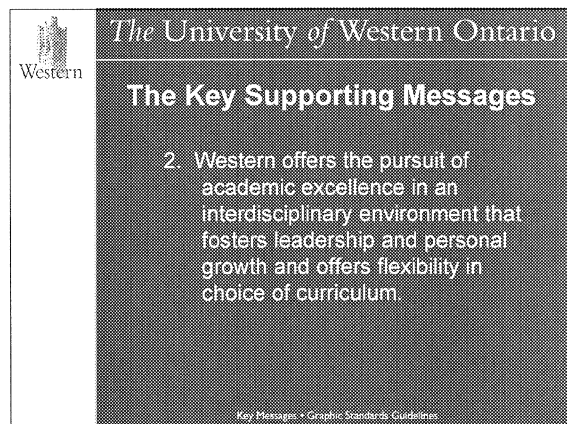 The University of Western Ontario
Western
The Key Supporting Messages
2. Western offers the pursuit of
academic excellence in an
interdisciplinary environment that
fosters leadership and personal
growth and offers flexibility in
choice of curriculum.
Key Messages • Graphic Standards Guidelines